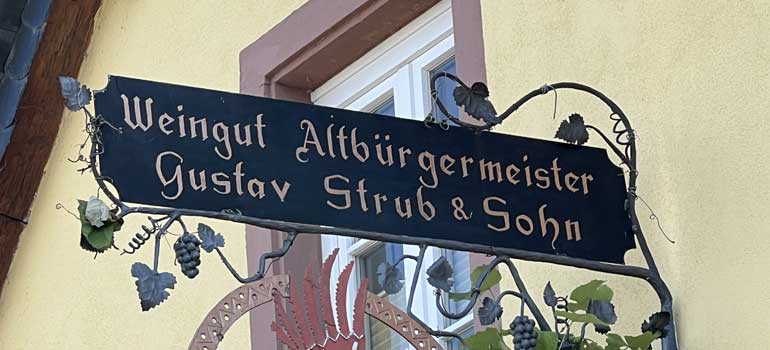 Weingut Altbürgermeister
Gustav Strub & Sohn